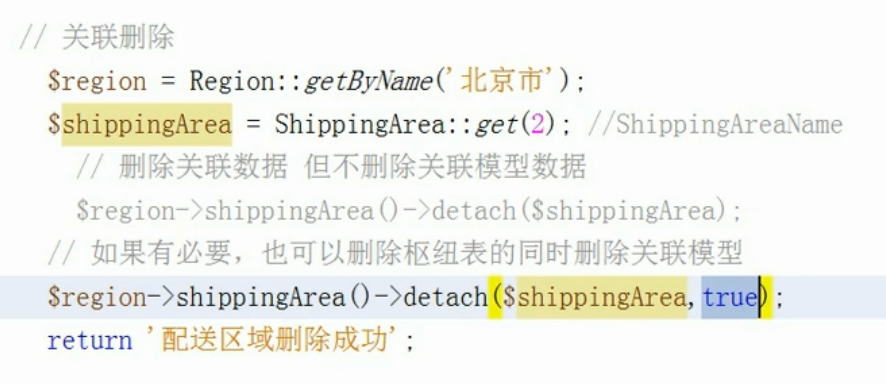 // 关联删除
$region = Region::getByName('北京市');
$shippingArea = ShippingArea::get(2); //ShippingAreaName
// 删除关联数据 但不删除关联模型数据
$region->shippingArea()->detach($shippingArea);
// 如果有必要，也可以删除枢纽表的同时删除关联模型
$region->shippingArea()->detach($shippingArea,true);
return '配送区域删除成功';